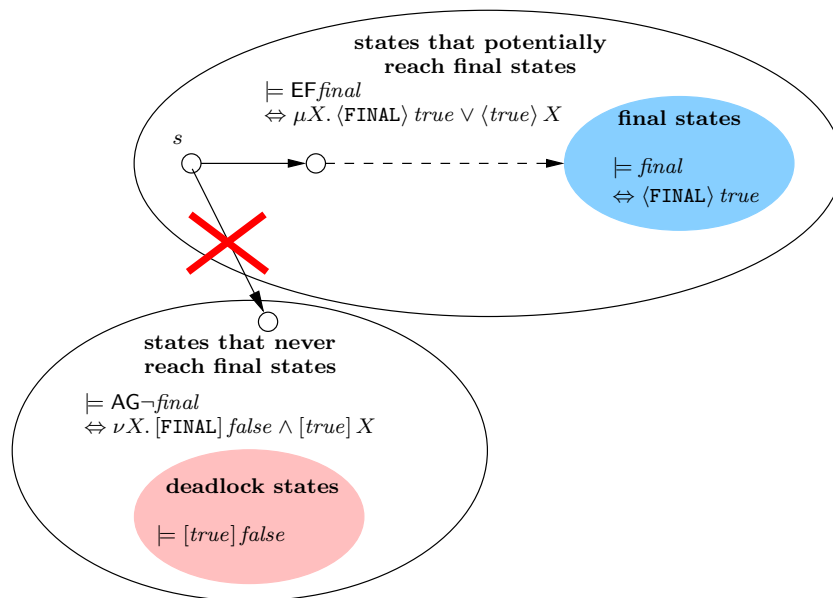 states that potentially
reach final states
⊨ EF final
⇔ μX. ⟨FINAL⟩ true ∨ ⟨true⟩ X
final states
s
⊨ final
⇔ ⟨FINAL⟩ true
states that never
reach final states
⊨ AG¬final
⇔ νX. [FINAL] false ∧ [true] X
deadlock states
⊨ [true] false